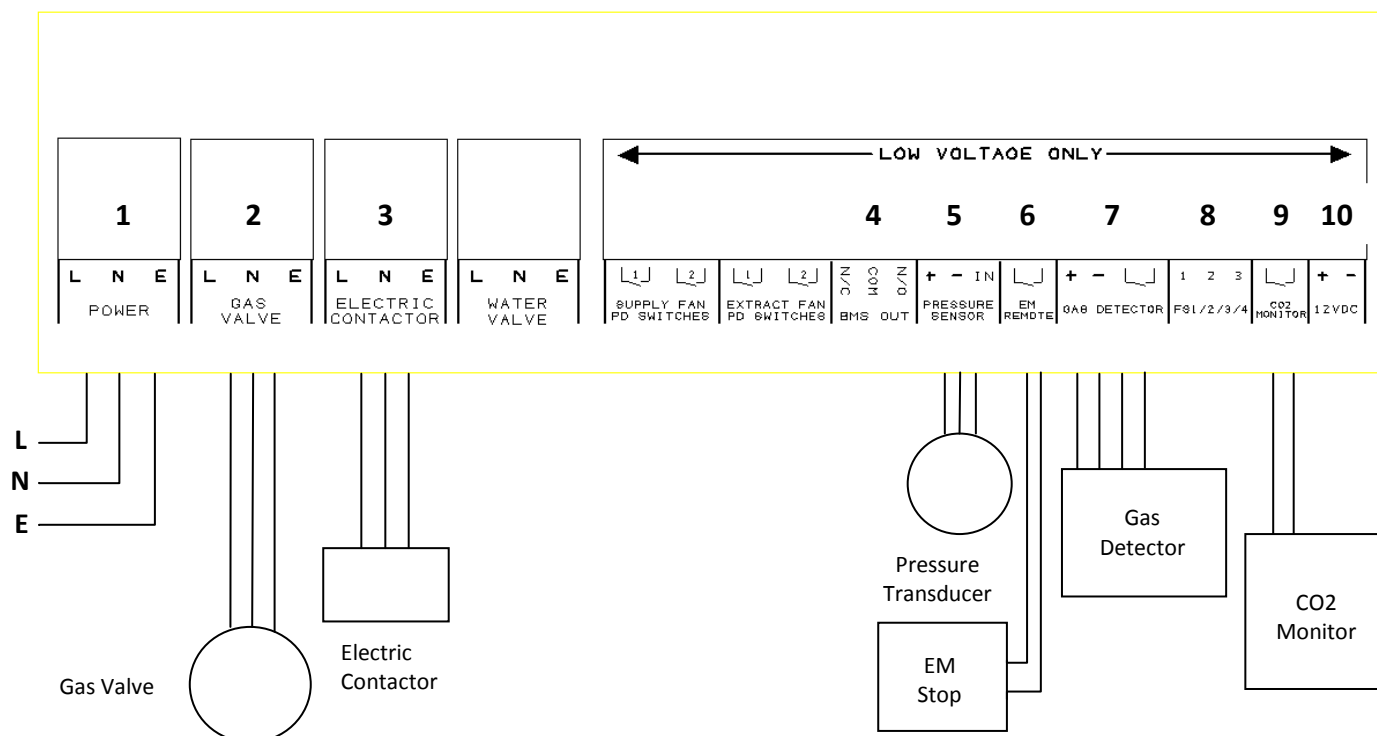 LOW VOLTAGE ONLY
1 2 3 4 5 6 7 8 9 10
L N E L N E L N E L N E 1 2 1 2 N/C COM N/O + - IN + - 1 2 3 + -
POWER
GAS
VALVE
ELECTRIC
CONTACTOR
WATER
VALVE
SUPPLY FAN
PD SWITCHES
EXTRACT FAN
PD SWITCHES
BMS OUT
PRESSURE
SENSOR
EM
REMOTE
GAS DETECTOR
FS1/2/3/4
CO2
MONITOR
12VDC
L
N
E
Gas Valve
Electric
Contactor
Pressure
Transducer
EM
Stop
Gas
Detector
CO2
Monitor